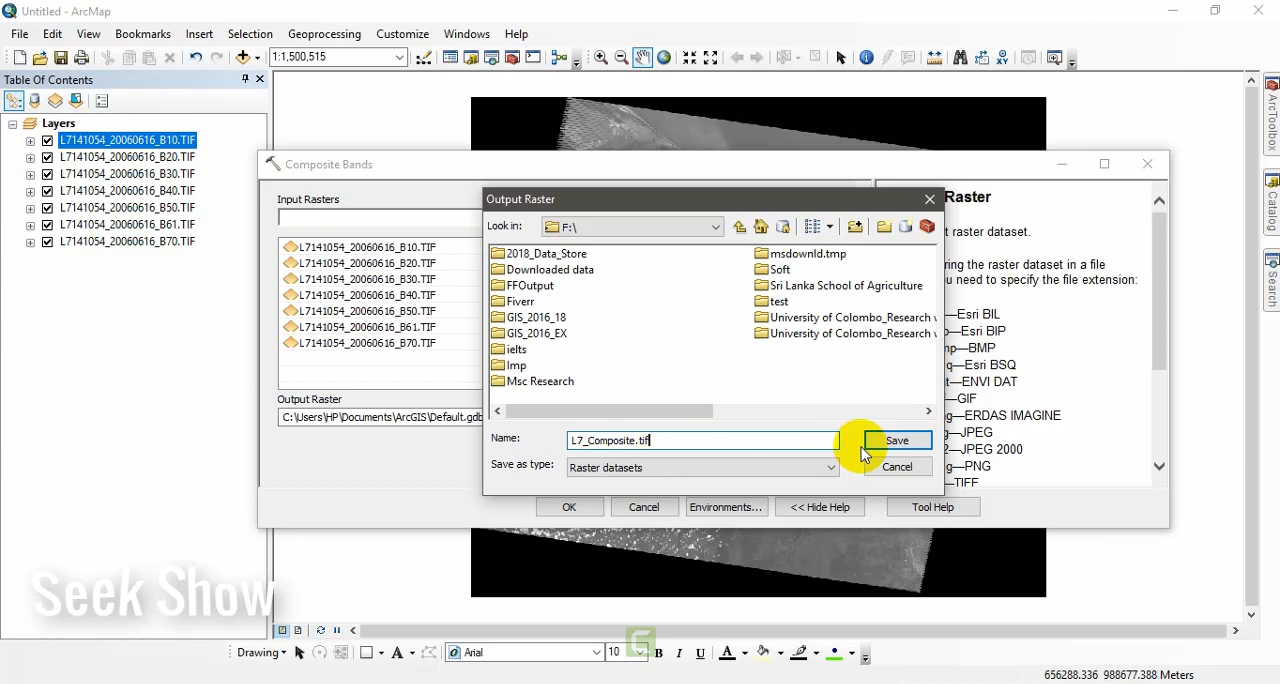 Untitled - ArcMap
File Edit View Bookmarks Insert Selection Geoprocessing Customize Windows Help
1:1,500,515
Table Of Contents
Layers
L7141054_20060616_B10.TIF
L7141054_20060616_B20.TIF
L7141054_20060616_B30.TIF
L7141054_20060616_B40.TIF
L7141054_20060616_B50.TIF
L7141054_20060616_B61.TIF
L7141054_20060616_B70.TIF
Composite Bands
Input Rasters
L7141054_20060616_B10.TIF
L7141054_20060616_B20.TIF
L7141054_20060616_B30.TIF
L7141054_20060616_B40.TIF
L7141054_20060616_B50.TIF
L7141054_20060616_B61.TIF
L7141054_20060616_B70.TIF
Output Raster
C:\Users\HP\Documents\ArcGIS\Default.gdb
Output Raster
Look in: F:\
2018_Data_Store
Downloaded data
FFOutput
Fiverr
GIS_2016_18
GIS_2016_EX
ielts
Imp
Msc Research
msdownld.tmp
Soft
Sri Lanka School of Agriculture
test
University of Colombo_Research
University of Colombo_Research
Name: L7_Composite.tif
Save
Save as type: Raster datasets
Cancel
Raster
t raster dataset.
ring the raster dataset in a file
u need to specify the file extension:
—Esri BIL
—Esri BIP
mp—BMP
q—Esri BSQ
t—ENVI DAT
—GIF
g—ERDAS IMAGINE
g—JPEG
2—JPEG 2000
g—PNG
—TIFF
OK Cancel Environments... << Hide Help Tool Help
ArcToolbox
Catalog
Search
Seek Show
Drawing Arial 10 B I U A
656288.336 988677.388 Meters